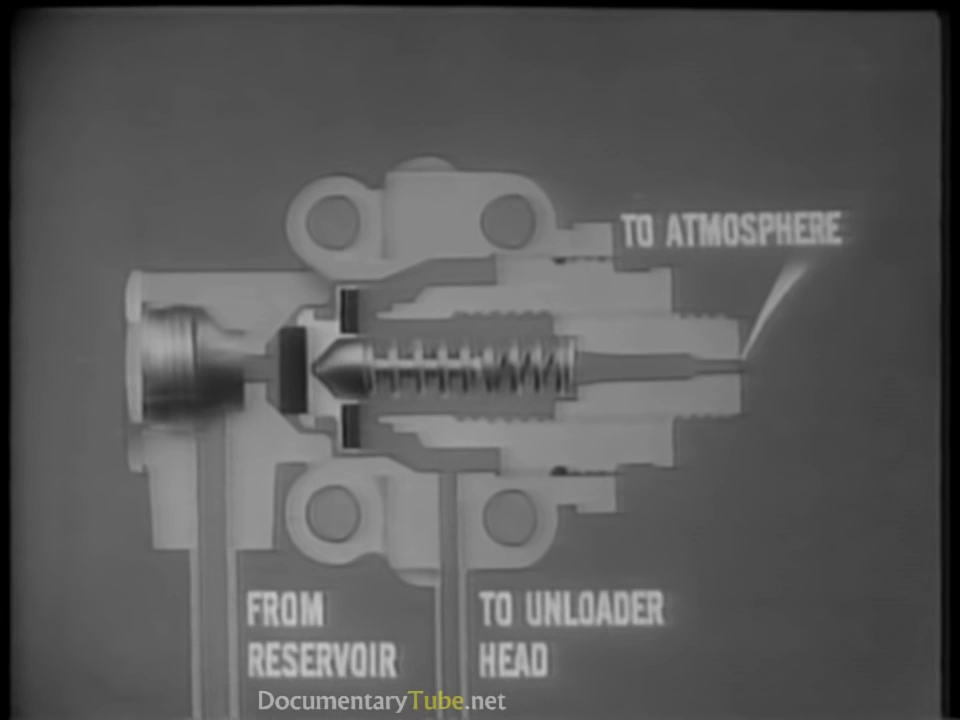 TO ATMOSPHERE
FROM
RESERVOIR
TO UNLOADER
HEAD
DocumentaryTube.net